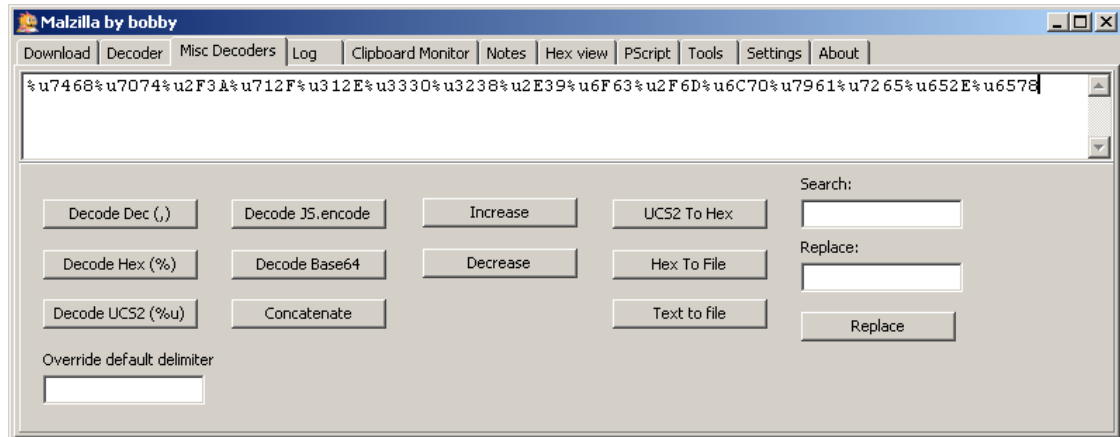 Malzilla by bobby
Download Decoder Misc Decoders Log Clipboard Monitor Notes Hex view PScript Tools Settings About
%u7468%u7074%u2F3A%u712F%u312E%u3330%u3238%u2E39%u6F63%u2F6D%u6C70%u7961%u7265%u652E%u6578
Search:
Decode Dec (,) Decode JS.encode Increase UCS2 To Hex
Replace:
Decode Hex (%) Decode Base64 Decrease Hex To File
Decode UCS2 (%u) Concatenate Text to file Replace
Override default delimiter